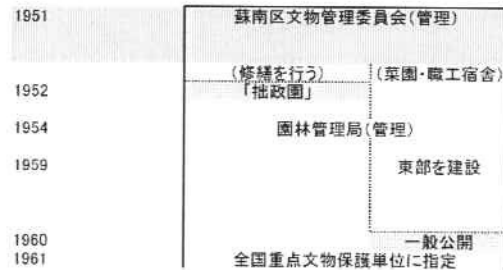 1951 蘇南区文物管理委員会(管理)
(修繕を行う) (菜園・職工宿舎)
1952 「拙政園」
1954 園林管理局(管理)
1959 東部を建設
1960 一般公開
1961 全国重点文物保護単位に指定